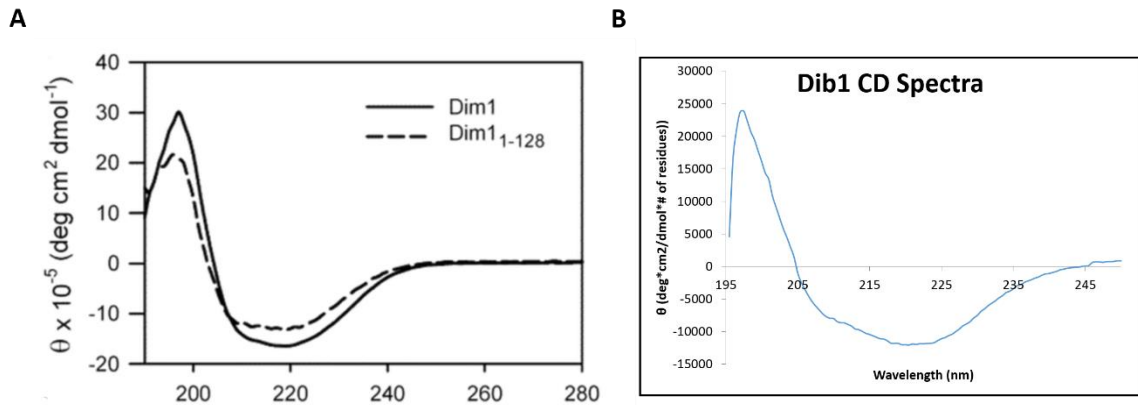 A
40
30
20
10
0
-10
-20
θ x 10⁻⁵ (deg cm² dmol⁻¹)
Dim1
Dim1₁₋₁₂₈
200 220 240 260 280
B
Dib1 CD Spectra
30000
25000
20000
15000
10000
5000
0
-5000
-10000
-15000
θ (deg*cm2/dmol*# of residues))
195 205 215 225 235 245
Wavelength (nm)